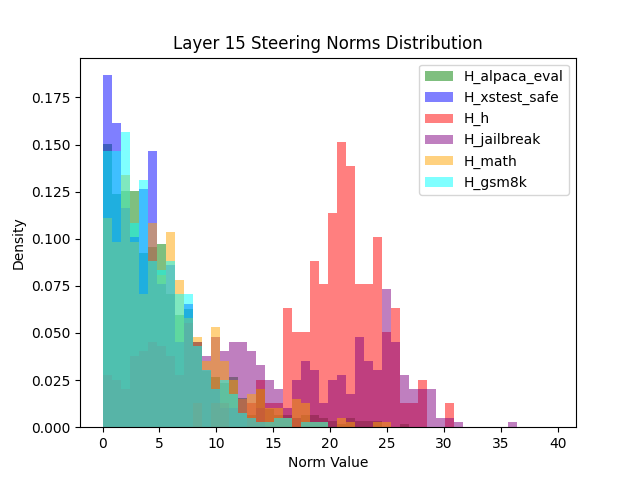 Layer 15 Steering Norms Distribution
H_alpaca_eval
H_xstest_safe
H_h
H_jailbreak
H_math
H_gsm8k
Density
0.175
0.150
0.125
0.100
0.075
0.050
0.025
0.000
0 5 10 15 20 25 30 35 40
Norm Value